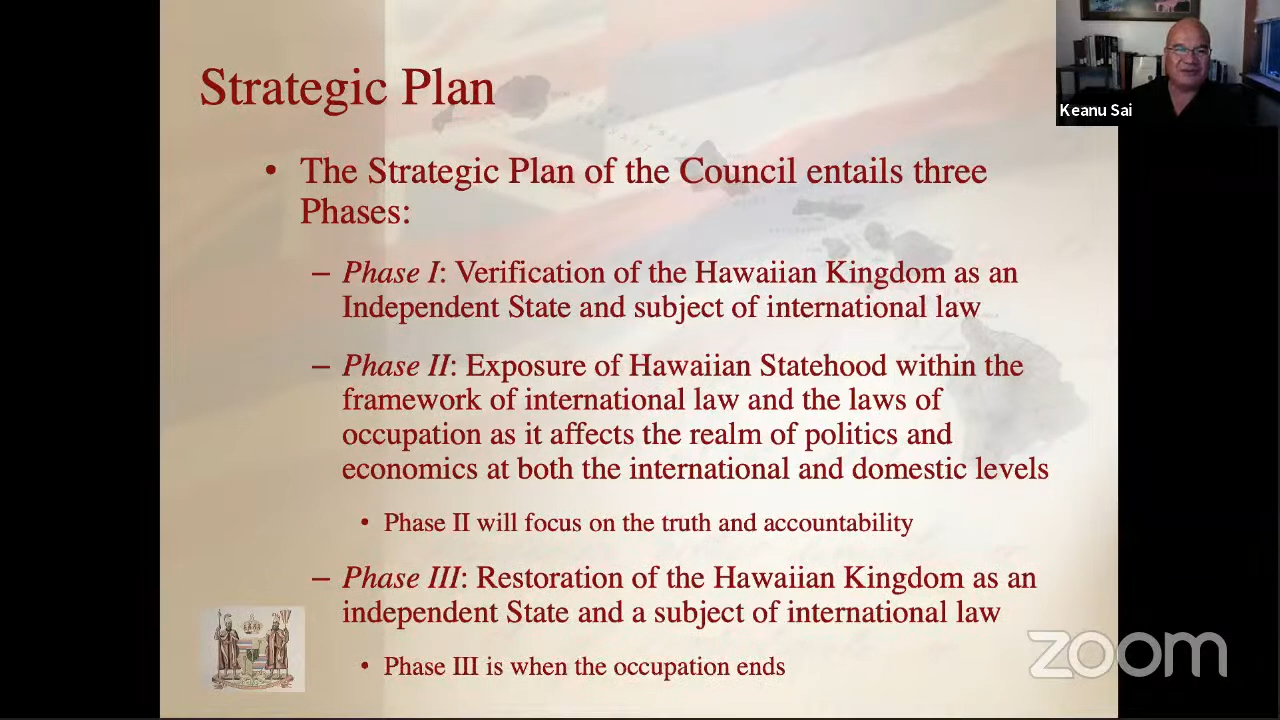 Strategic Plan
Keanu Sai
• The Strategic Plan of the Council entails three
Phases:
– Phase I: Verification of the Hawaiian Kingdom as an
Independent State and subject of international law
– Phase II: Exposure of Hawaiian Statehood within the
framework of international law and the laws of
occupation as it affects the realm of politics and
economics at both the international and domestic levels
• Phase II will focus on the truth and accountability
– Phase III: Restoration of the Hawaiian Kingdom as an
independent State and a subject of international law
• Phase III is when the occupation ends
zoom